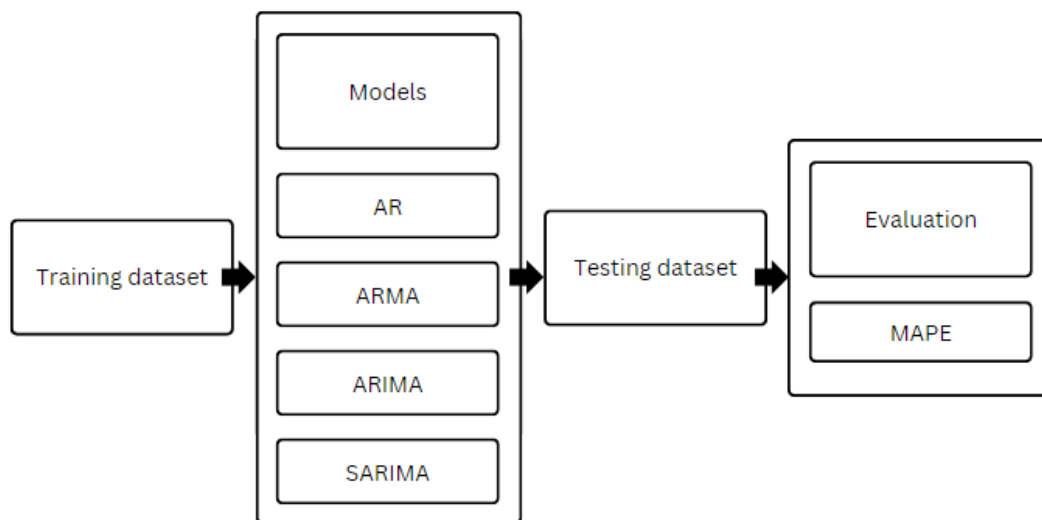 Training dataset
Models
AR
ARMA
ARIMA
SARIMA
Testing dataset
Evaluation
MAPE